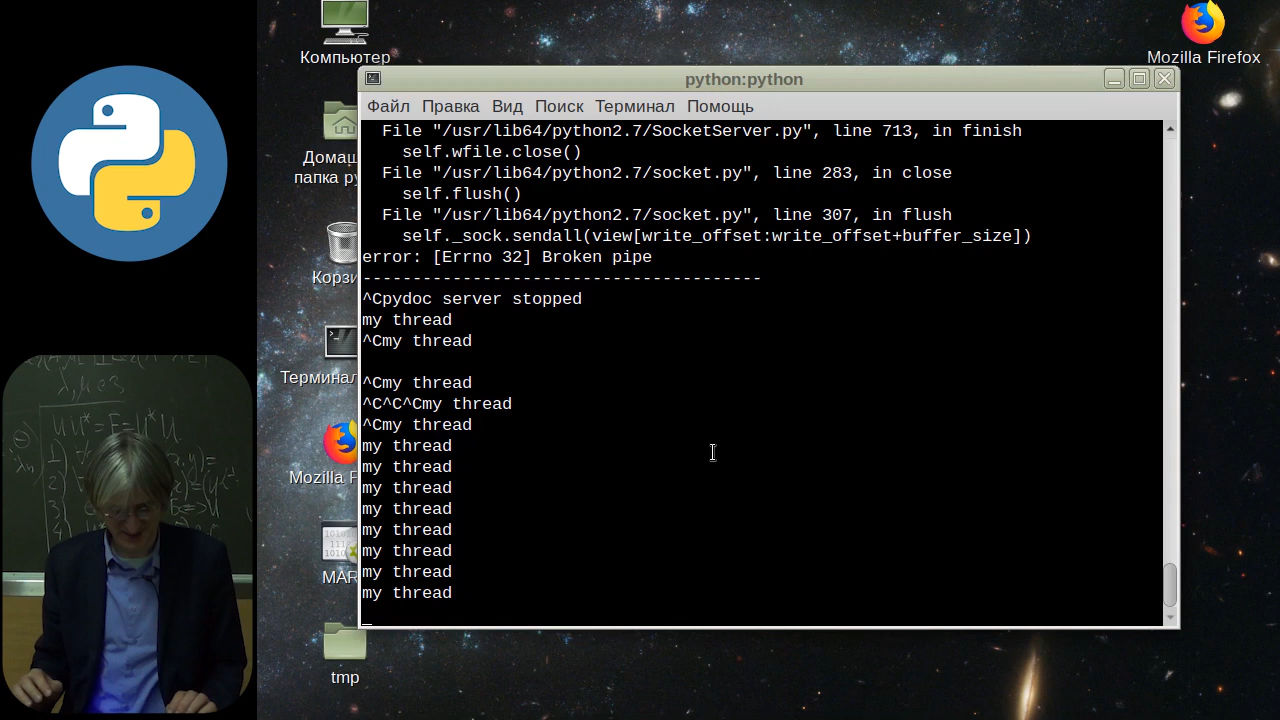 Компьютер
Mozilla Firefox
python:python
Файл Правка Вид Поиск Терминал Помощь
File "/usr/lib64/python2.7/SocketServer.py", line 713, in finish
self.wfile.close()
File "/usr/lib64/python2.7/socket.py", line 283, in close
self.flush()
File "/usr/lib64/python2.7/socket.py", line 307, in flush
self._sock.sendall(view[write_offset:write_offset+buffer_size])
error: [Errno 32] Broken pipe
----------------------------------------
^Cpydoc server stopped
my thread
^Cmy thread
^Cmy thread
^C^C^Cmy thread
^Cmy thread
my thread
my thread
my thread
my thread
my thread
my thread
my thread
my thread
Домаш
папка ру
Корзи
Терминал
Mozilla F
MAR
tmp